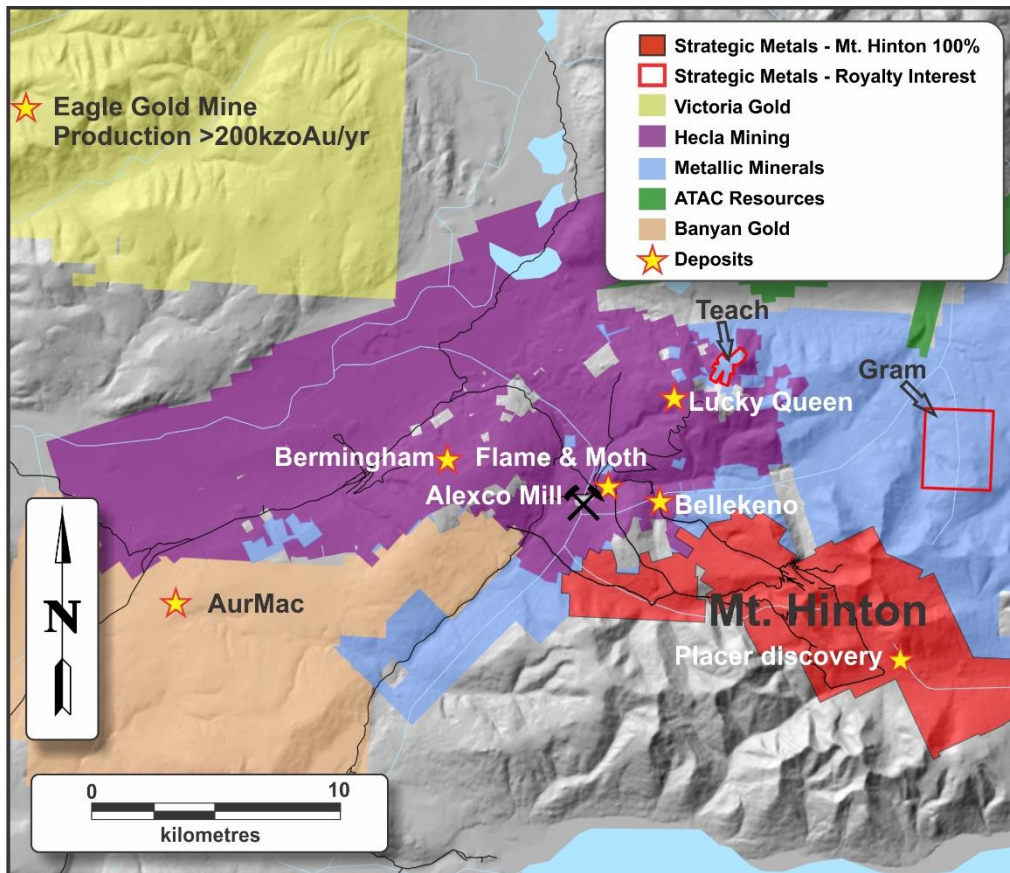 Strategic Metals - Mt. Hinton 100%
Strategic Metals - Royalty Interest
Victoria Gold
Hecla Mining
Metallic Minerals
ATAC Resources
Banyan Gold
Deposits
Eagle Gold Mine
Production >200kzoAu/yr
Teach
Gram
Lucky Queen
Bermingham
Flame & Moth
Alexco Mill
Bellekeno
AurMac
Mt. Hinton
Placer discovery
N
0 10
kilometres